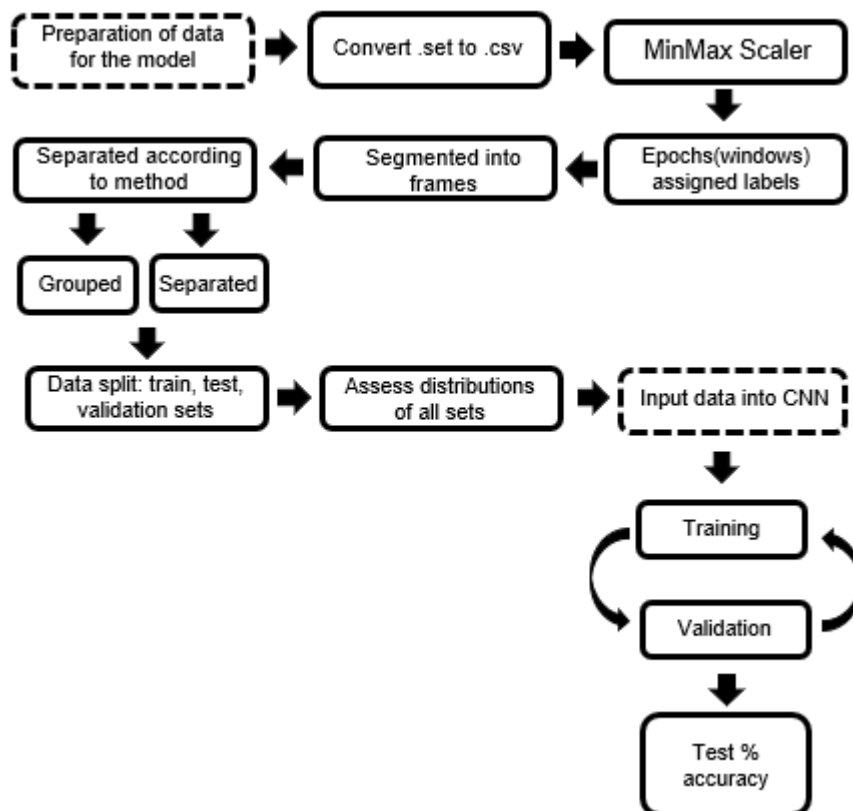 Preparation of data
for the model
Convert .set to .csv
MinMax Scaler
Epochs(windows)
assigned labels
Segmented into
frames
Separated according
to method
Grouped
Separated
Data split: train, test,
validation sets
Assess distributions
of all sets
Input data into CNN
Training
Validation
Test %
accuracy